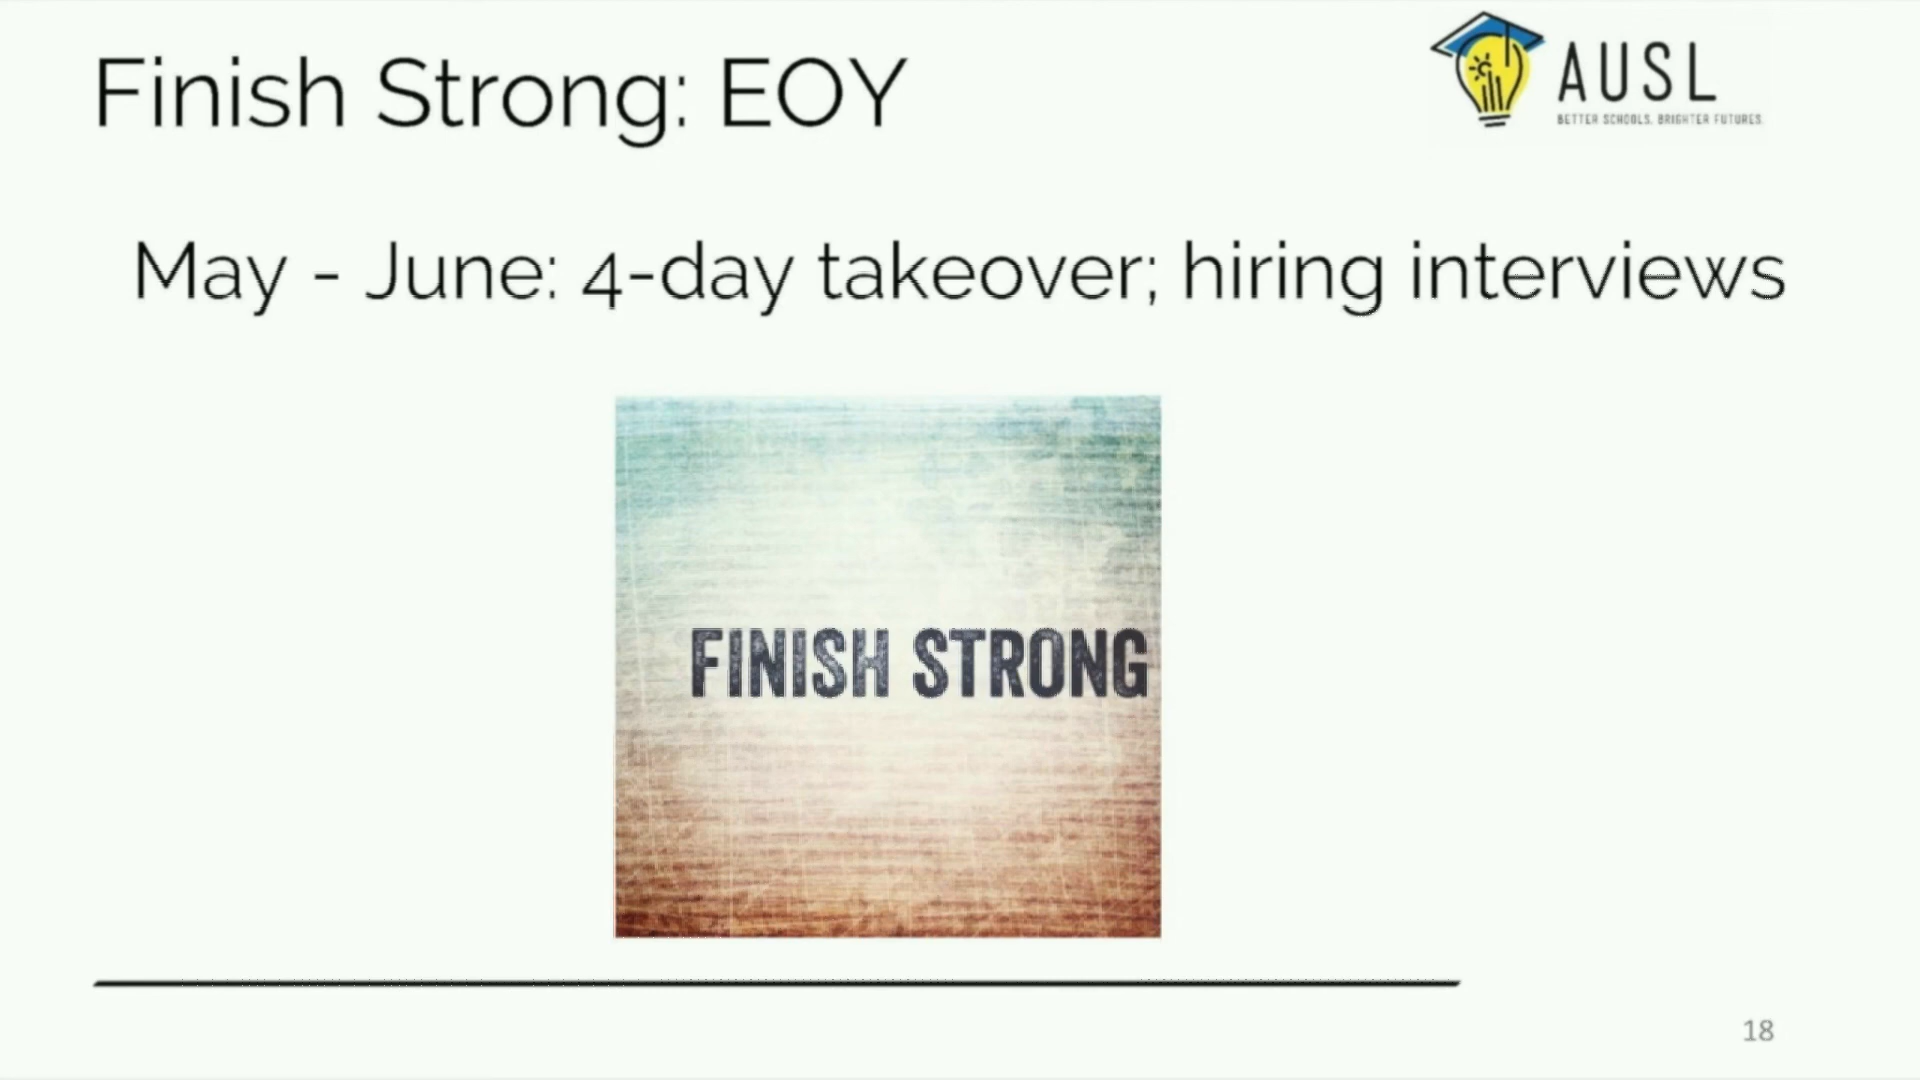 Finish Strong: EOY
AUSL
BETTER SCHOOLS. BRIGHTER FUTURES.
May - June: 4-day takeover; hiring interviews
FINISH STRONG
18